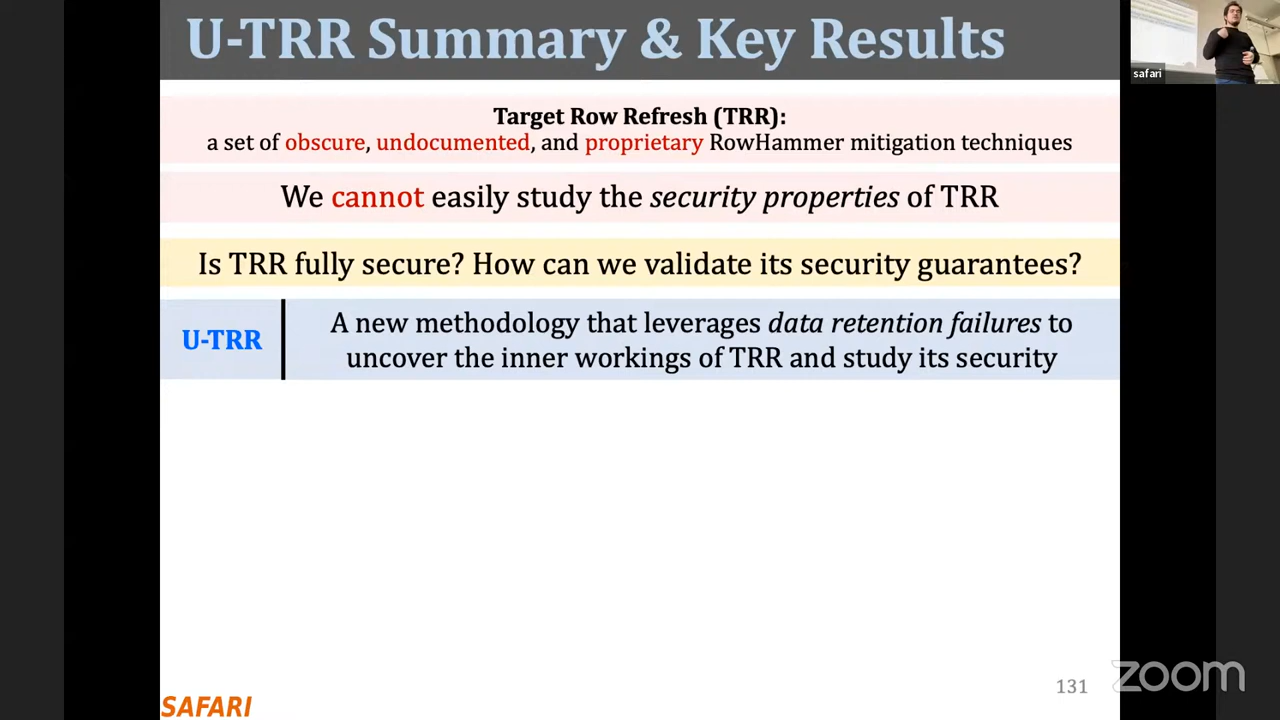 U-TRR Summary & Key Results
safari
Target Row Refresh (TRR):
a set of obscure, undocumented, and proprietary RowHammer mitigation techniques
We cannot easily study the security properties of TRR
Is TRR fully secure? How can we validate its security guarantees?
U-TRR
A new methodology that leverages data retention failures to
uncover the inner workings of TRR and study its security
SAFARI
131
zoom